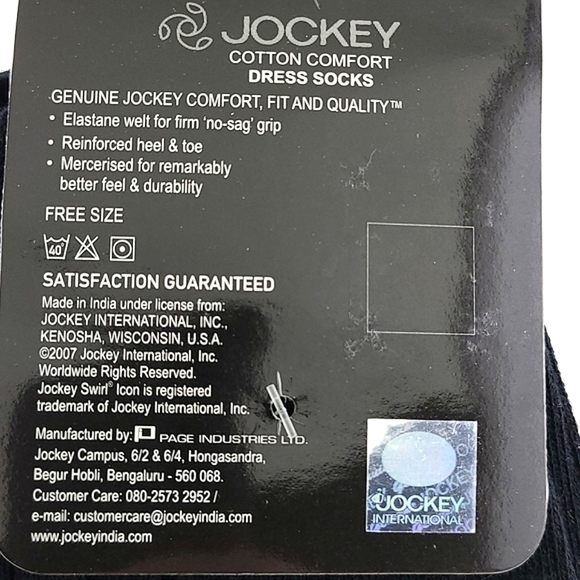 JOCKEY
COTTON COMFORT
DRESS SOCKS
GENUINE JOCKEY COMFORT, FIT AND QUALITY™
• Elastane welt for firm 'no-sag' grip
• Reinforced heel & toe
• Mercerised for remarkably
better feel & durability
FREE SIZE
40°
SATISFACTION GUARANTEED
Made in India under license from:
JOCKEY INTERNATIONAL, INC.,
KENOSHA, WISCONSIN, U.S.A.
©2007 Jockey International, Inc.
Worldwide Rights Reserved.
Jockey Swirl® Icon is registered
trademark of Jockey International, Inc.
Manufactured by: PAGE INDUSTRIES LTD.
Jockey Campus, 6/2 & 6/4, Hongasandra,
Begur Hobli, Bengaluru - 560 068.
Customer Care: 080-2573 2952 /
e-mail: customercare@jockeyindia.com
www.jockeyindia.com
JOCKEY
INTERNATIONAL